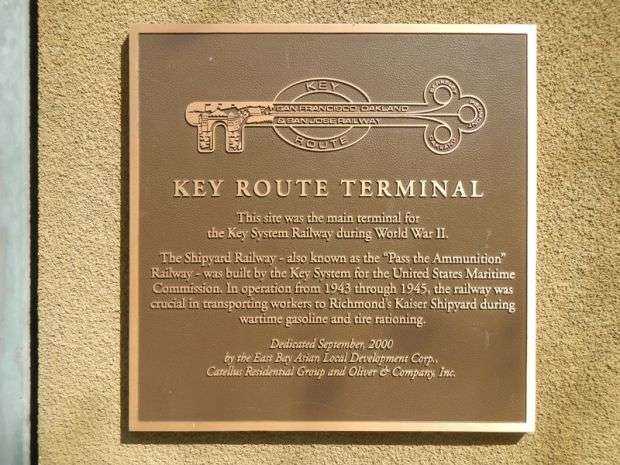 KEY
SAN FRANCISCO, OAKLAND
& SAN JOSE RAILWAY
ROUTE
BERKELEY
OAKLAND
KEY ROUTE TERMINAL
This site was the main terminal for
the Key System Railway during World War II.
The Shipyard Railway - also known as the "Pass the Ammunition"
Railway - was built by the Key System for the United States Maritime
Commission. In operation from 1943 through 1945, the railway was
crucial in transporting workers to Richmond's Kaiser Shipyard during
wartime gasoline and tire rationing.
Dedicated September, 2000
by the East Bay Asian Local Development Corp.,
Catellus Residential Group and Oliver & Company, Inc.